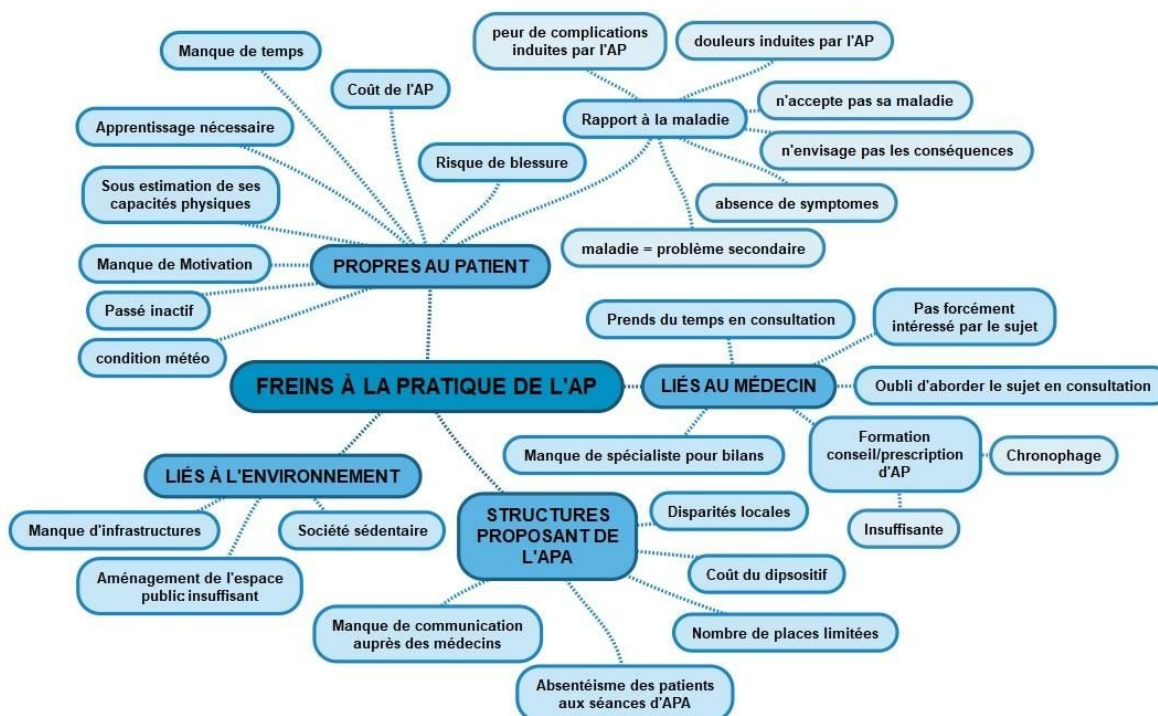 peur de complications
induites par l'AP
douleurs induites par l'AP
Manque de temps
Coût de l'AP
n'accepte pas sa maladie
Rapport à la maladie
Apprentissage nécessaire
n'envisage pas les conséquences
Risque de blessure
Sous estimation de ses
capacités physiques
absence de symptomes
maladie = problème secondaire
PROPRES AU PATIENT
Manque de Motivation
Passé inactif
condition météo
Prends du temps en consultation
Pas forcément
intéressé par le sujet
FREINS À LA PRATIQUE DE L'AP
LIÉS AU MÉDECIN
Oubli d'aborder le sujet en consultation
Manque de spécialiste pour bilans
Formation
conseil/prescription
d'AP
Chronophage
Insuffisante
LIÉS À L'ENVIRONNEMENT
Manque d'infrastructures
Société sédentaire
Aménagement de l'espace
public insuffisant
STRUCTURES
PROPOSANT DE
L'APA
Disparités locales
Coût du dipsositif
Nombre de places limitées
Manque de communication
auprès des médecins
Absentéisme des patients
aux séances d'APA